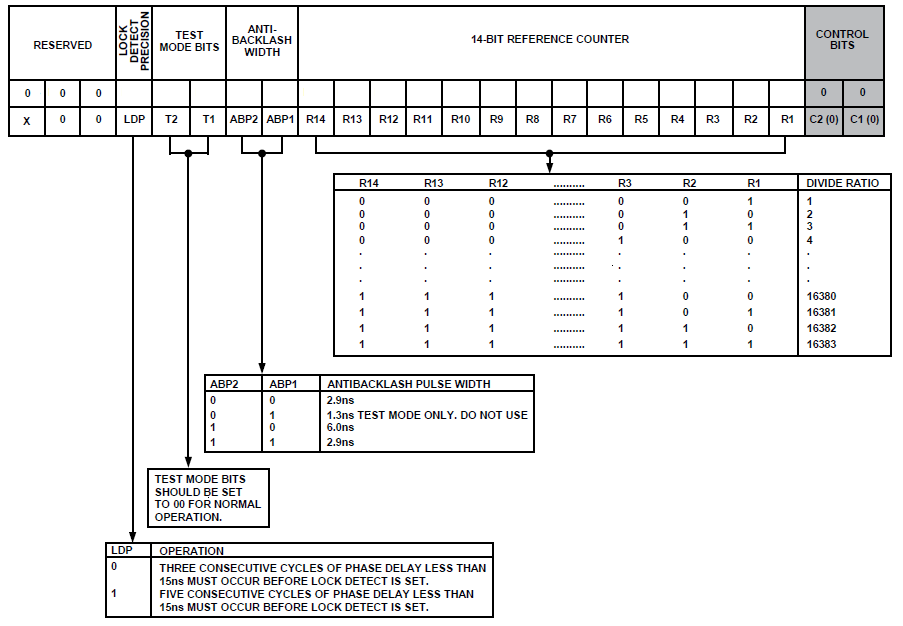 RESERVED
LOCK
DETECT
PRECISION
TEST
MODE BITS
ANTI-
BACKLASH
WIDTH
14-BIT REFERENCE COUNTER
CONTROL
BITS
0 0 0 0 0
X 0 0 LDP T2 T1 ABP2 ABP1 R14 R13 R12 R11 R10 R9 R8 R7 R6 R5 R4 R3 R2 R1 C2 (0) C1 (0)
R14 R13 R12 .......... R3 R2 R1 DIVIDE RATIO
0 0 0 .......... 0 0 1 1
0 0 0 .......... 0 1 0 2
0 0 0 .......... 0 1 1 3
0 0 0 .......... 1 0 0 4
. . . .......... . . . .
. . . .......... . . . .
. . . .......... . . . .
1 1 1 .......... 1 0 0 16380
1 1 1 .......... 1 0 1 16381
1 1 1 .......... 1 1 0 16382
1 1 1 .......... 1 1 1 16383
ABP2 ABP1 ANTIBACKLASH PULSE WIDTH
0 0 2.9ns
0 1 1.3ns TEST MODE ONLY. DO NOT USE
1 0 6.0ns
1 1 2.9ns
TEST MODE BITS
SHOULD BE SET
TO 00 FOR NORMAL
OPERATION.
LDP OPERATION
0 THREE CONSECUTIVE CYCLES OF PHASE DELAY LESS THAN
15ns MUST OCCUR BEFORE LOCK DETECT IS SET.
1 FIVE CONSECUTIVE CYCLES OF PHASE DELAY LESS THAN
15ns MUST OCCUR BEFORE LOCK DETECT IS SET.